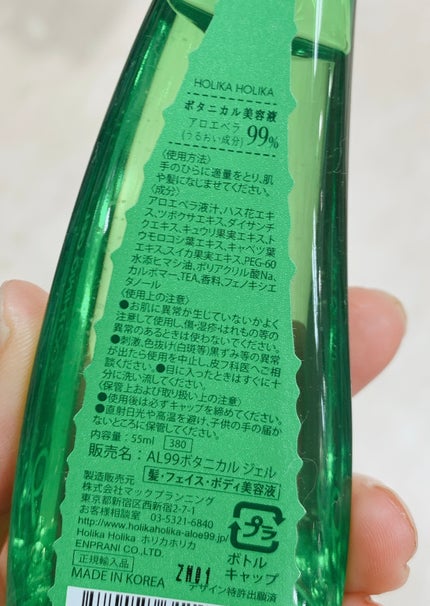 HOLIKA HOLIKA
ボタニカル美容液
アロエベラ
(うるおい成分) 99%
〈使用方法〉
手のひらに適量をとり、肌
や髪になじませてください。
〈成分〉
アロエベラ液汁、ハス花エキ
ス、ツボクサエキス、ダイサンチ
クエキス、キュウリ果実エキス、ト
ウモロコシ葉エキス、キャベツ葉
エキス、スイカ果実エキス、PEG-60
水添ヒマシ油、ポリアクリル酸Na、
カルボマー、TEA、香料、フェノキシエ
タノール
〈使用上の注意〉
●お肌に異常が生じていないかよく
注意して使用し、傷・湿疹・はれもの等の
異常のあるときは使わないでください。
●刺激、色抜け(白斑等)黒ずみ等の異常
が出たら使用を中止し、皮フ科医へご相
談ください。●目に入ったときはすぐに十
分に洗い流してください。
〈保管上および取り扱い上の注意〉
●使用後は必ずキャップを締めてください。
●直射日光や高温を避け、子供の手の届か
ないところに保管してください。
内容量：55ml 380
販売名：AL99ボタニカル ジェル
製造販売元 髪・フェイス・ボディ美容液
株式会社マックプランニング
東京都新宿区西新宿2-7-1
お客様相談室 03-5321-6840
http://www.holikaholika-aloe99.jp/
Holika Holika ホリカホリカ
ENPRANI CO.,LTD.
正規輸入品
MADE IN KOREA
プラ
ボトル
キャップ
デザイン特許出願済